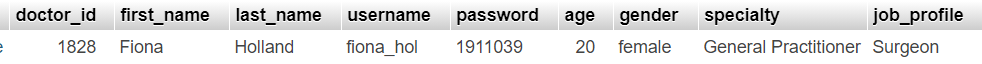 doctor_id first_name last_name username password age gender specialty job_profile
1828 Fiona Holland fiona_hol 1911039 20 female General Practitioner Surgeon